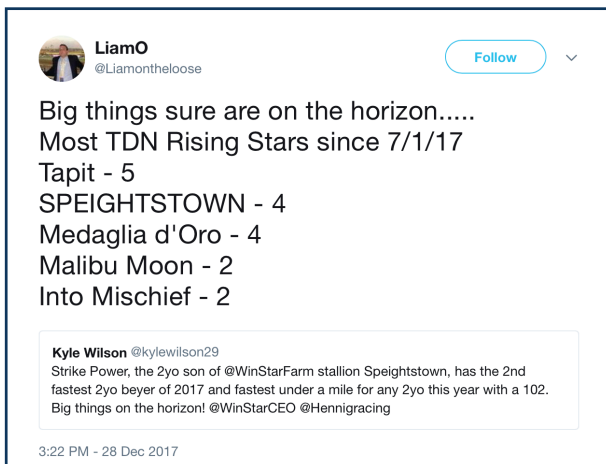 LiamO
@Liamontheloose
Follow
Big things sure are on the horizon.....
Most TDN Rising Stars since 7/1/17
Tapit - 5
SPEIGHTSTOWN - 4
Medaglia d'Oro - 4
Malibu Moon - 2
Into Mischief - 2
Kyle Wilson @kylewilson29
Strike Power, the 2yo son of @WinStarFarm stallion Speightstown, has the 2nd
fastest 2yo beyer of 2017 and fastest under a mile for any 2yo this year with a 102.
Big things on the horizon! @WinStarCEO @Hennigracing
3:22 PM - 28 Dec 2017